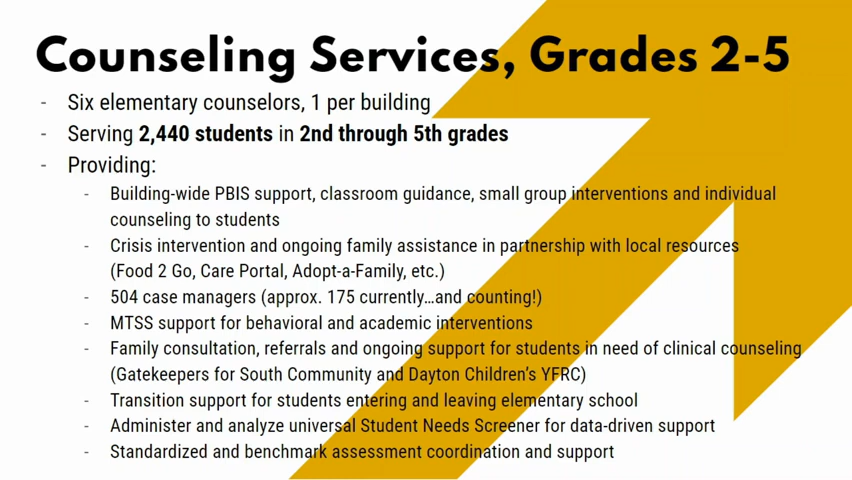 Counseling Services, Grades 2-5
- Six elementary counselors, 1 per building
- Serving 2,440 students in 2nd through 5th grades
- Providing:
- Building-wide PBIS support, classroom guidance, small group interventions and individual
counseling to students
- Crisis intervention and ongoing family assistance in partnership with local resources
(Food 2 Go, Care Portal, Adopt-a-Family, etc.)
- 504 case managers (approx. 175 currently…and counting!)
- MTSS support for behavioral and academic interventions
- Family consultation, referrals and ongoing support for students in need of clinical counseling
(Gatekeepers for South Community and Dayton Children's YFRC)
- Transition support for students entering and leaving elementary school
- Administer and analyze universal Student Needs Screener for data-driven support
- Standardized and benchmark assessment coordination and support